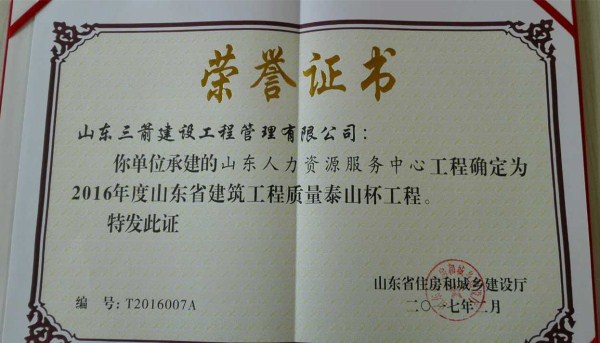 荣誉证书
山东三箭建设工程管理有限公司：
你单位承建的山东人力资源服务中心工程确定为
2016年度山东省建筑工程质量泰山杯工程。
特发此证
山东省住房和城乡建设厅
编 号：T2016007A
二〇一七年二月